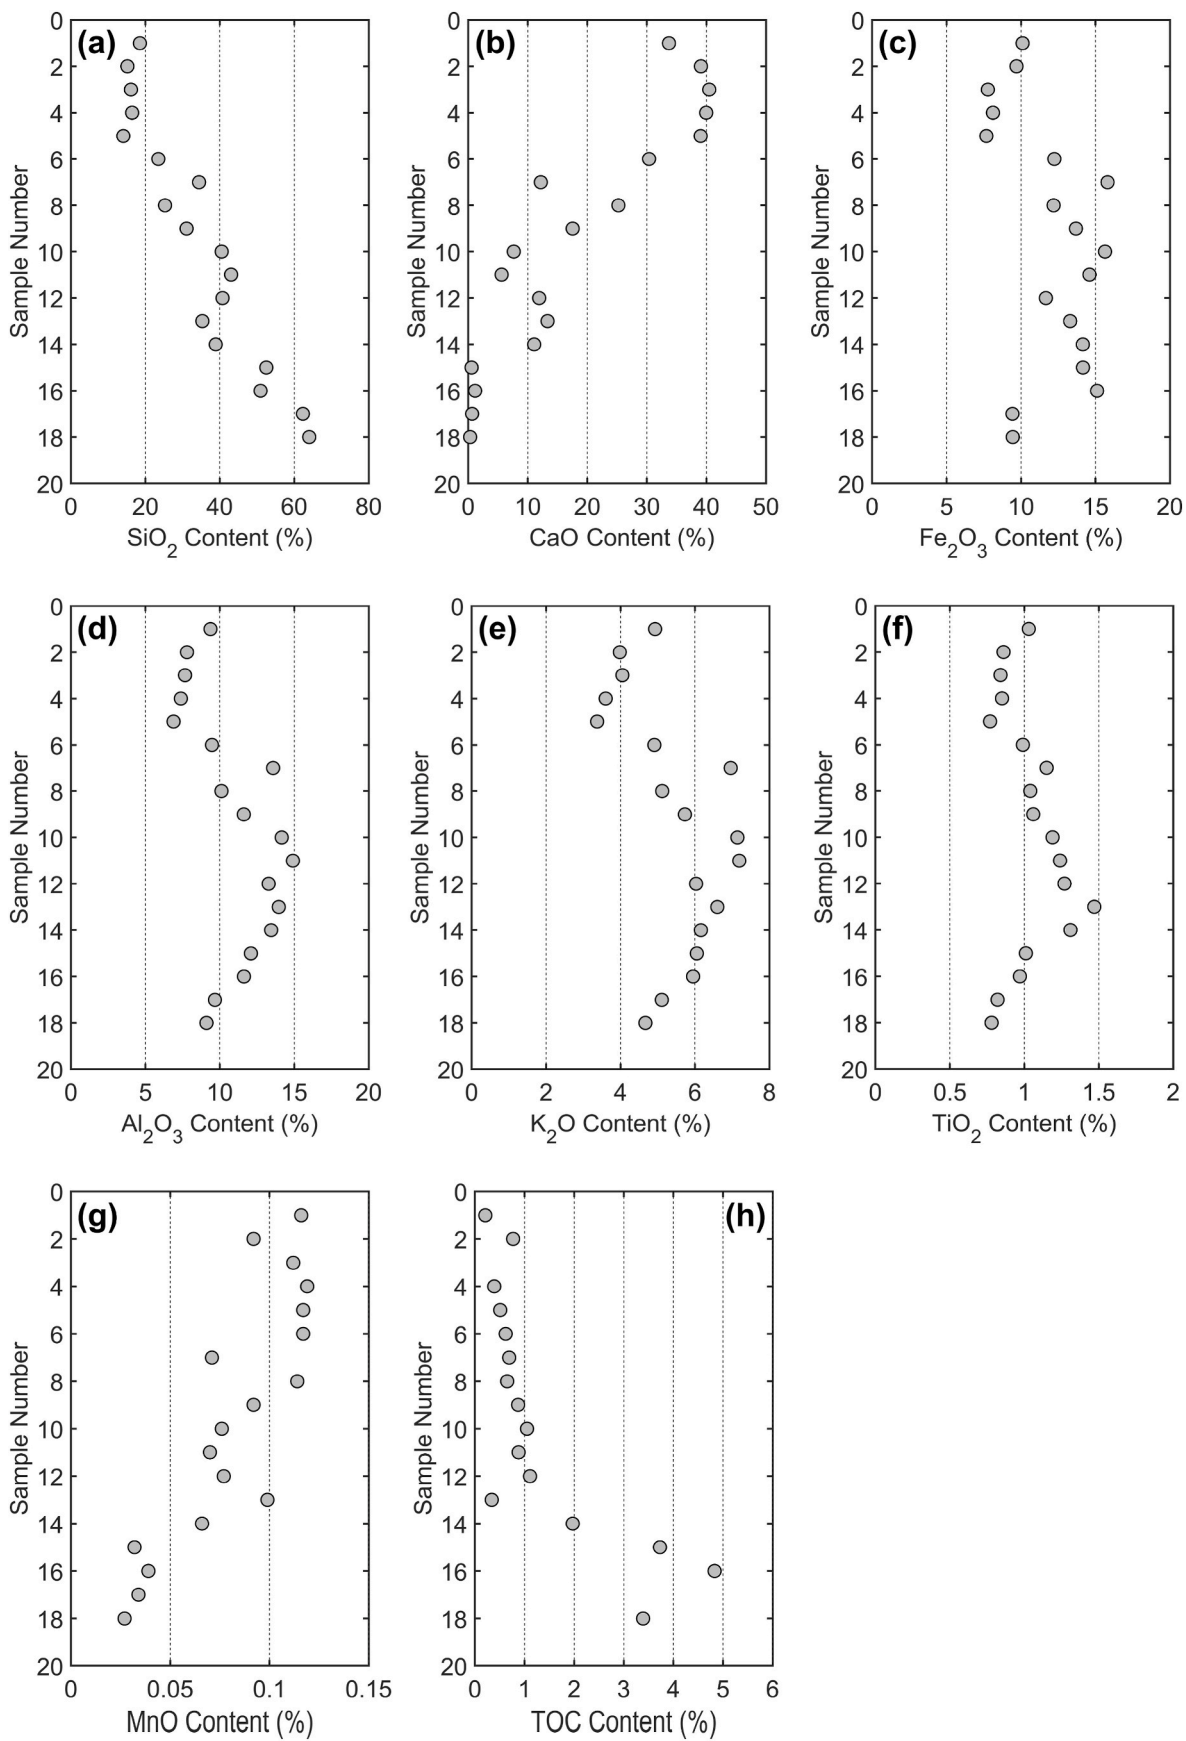 (a)
0
2
4
6
8
10
12
14
16
18
20
Sample Number
0 20 40 60 80
SiO2 Content (%)
(b)
0
2
4
6
8
10
12
14
16
18
20
Sample Number
0 10 20 30 40 50
CaO Content (%)
(c)
0
2
4
6
8
10
12
14
16
18
20
Sample Number
0 5 10 15 20
Fe2O3 Content (%)
(d)
0
2
4
6
8
10
12
14
16
18
20
Sample Number
0 5 10 15 20
Al2O3 Content (%)
(e)
0
2
4
6
8
10
12
14
16
18
20
Sample Number
0 2 4 6 8
K2O Content (%)
(f)
0
2
4
6
8
10
12
14
16
18
20
Sample Number
0 0.5 1 1.5 2
TiO2 Content (%)
(g)
0
2
4
6
8
10
12
14
16
18
20
Sample Number
0 0.05 0.1 0.15
MnO Content (%)
(h)
0
2
4
6
8
10
12
14
16
18
20
Sample Number
0 1 2 3 4 5 6
TOC Content (%)